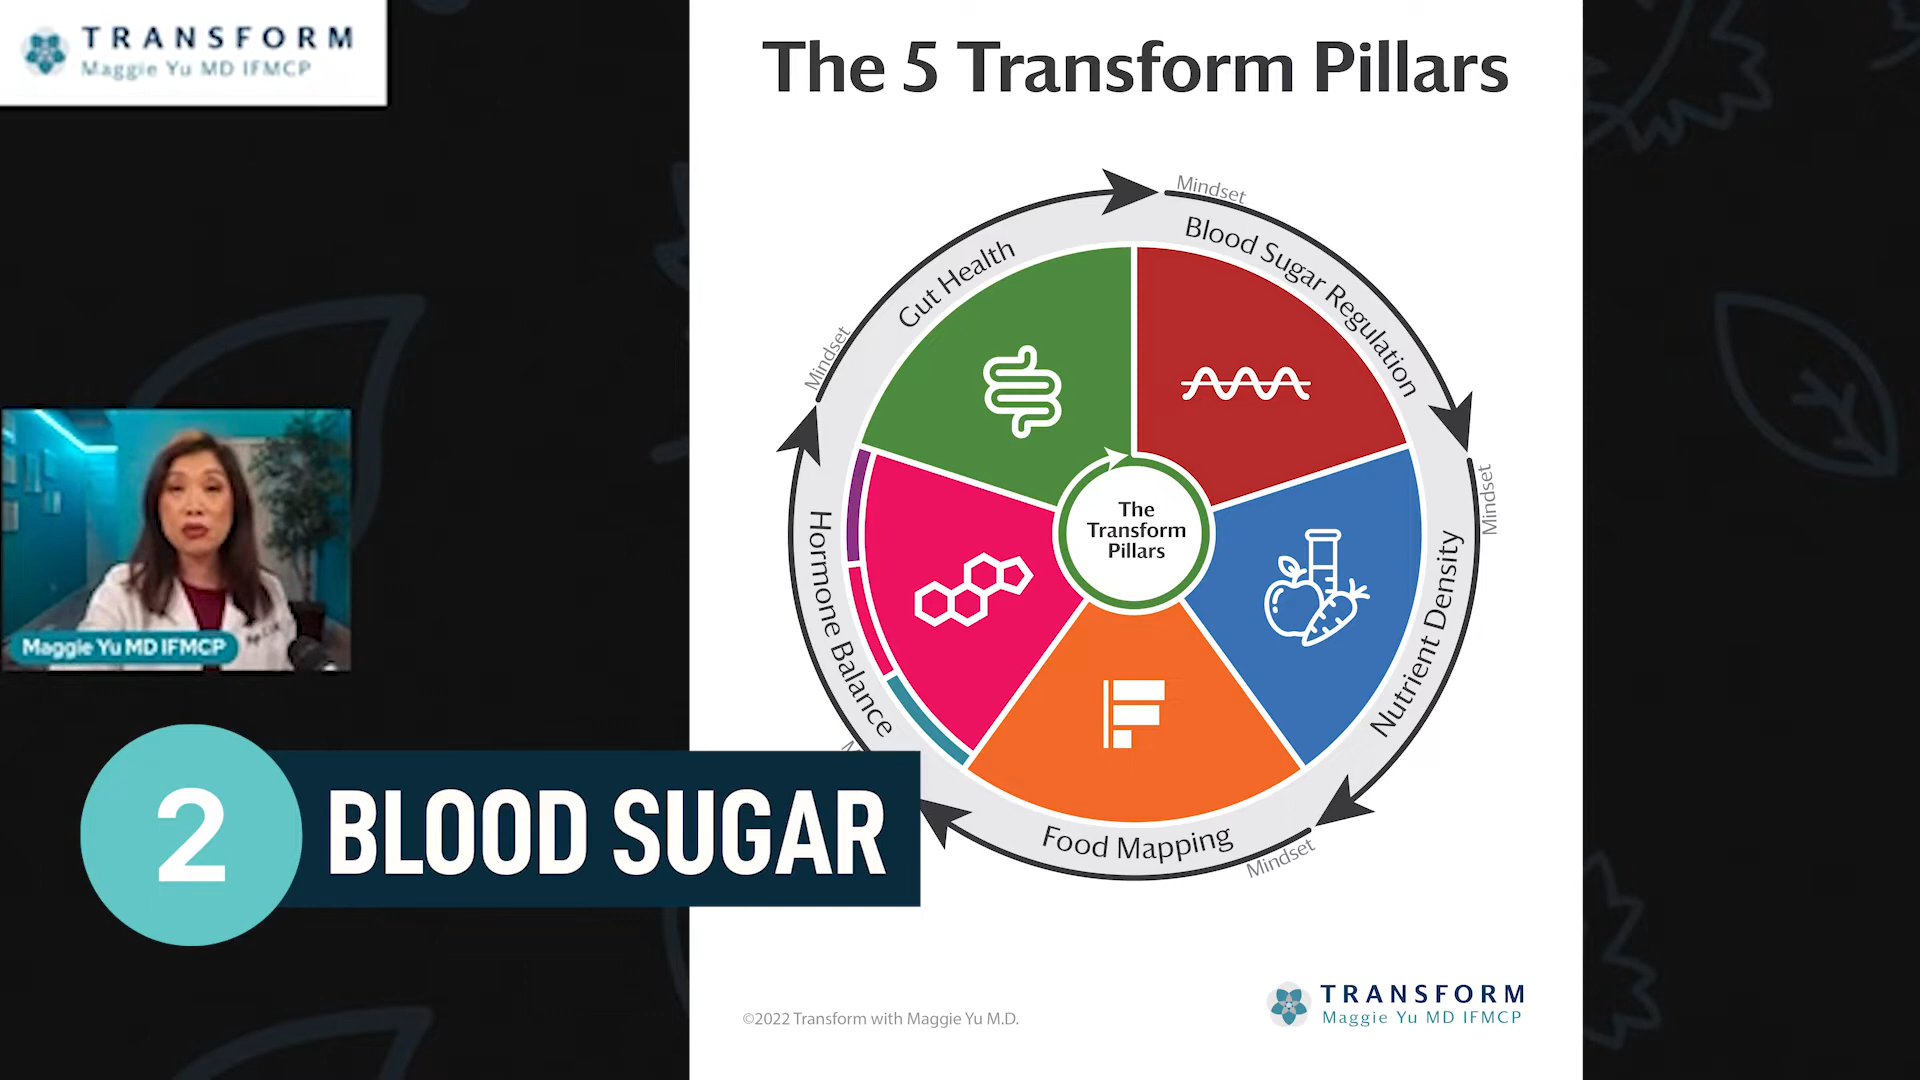 TRANSFORM
Maggie Yu MD IFMCP
The 5 Transform Pillars
Mindset
Blood Sugar Regulation
Gut Health
Mindset
Mindset
The
Transform
Pillars
Hormone Balance
Nutrient Density
Maggie Yu MD IFMCP
2
BLOOD SUGAR
Food Mapping
Mindset
©2022 Transform with Maggie Yu M.D.
TRANSFORM
Maggie Yu MD IFMCP